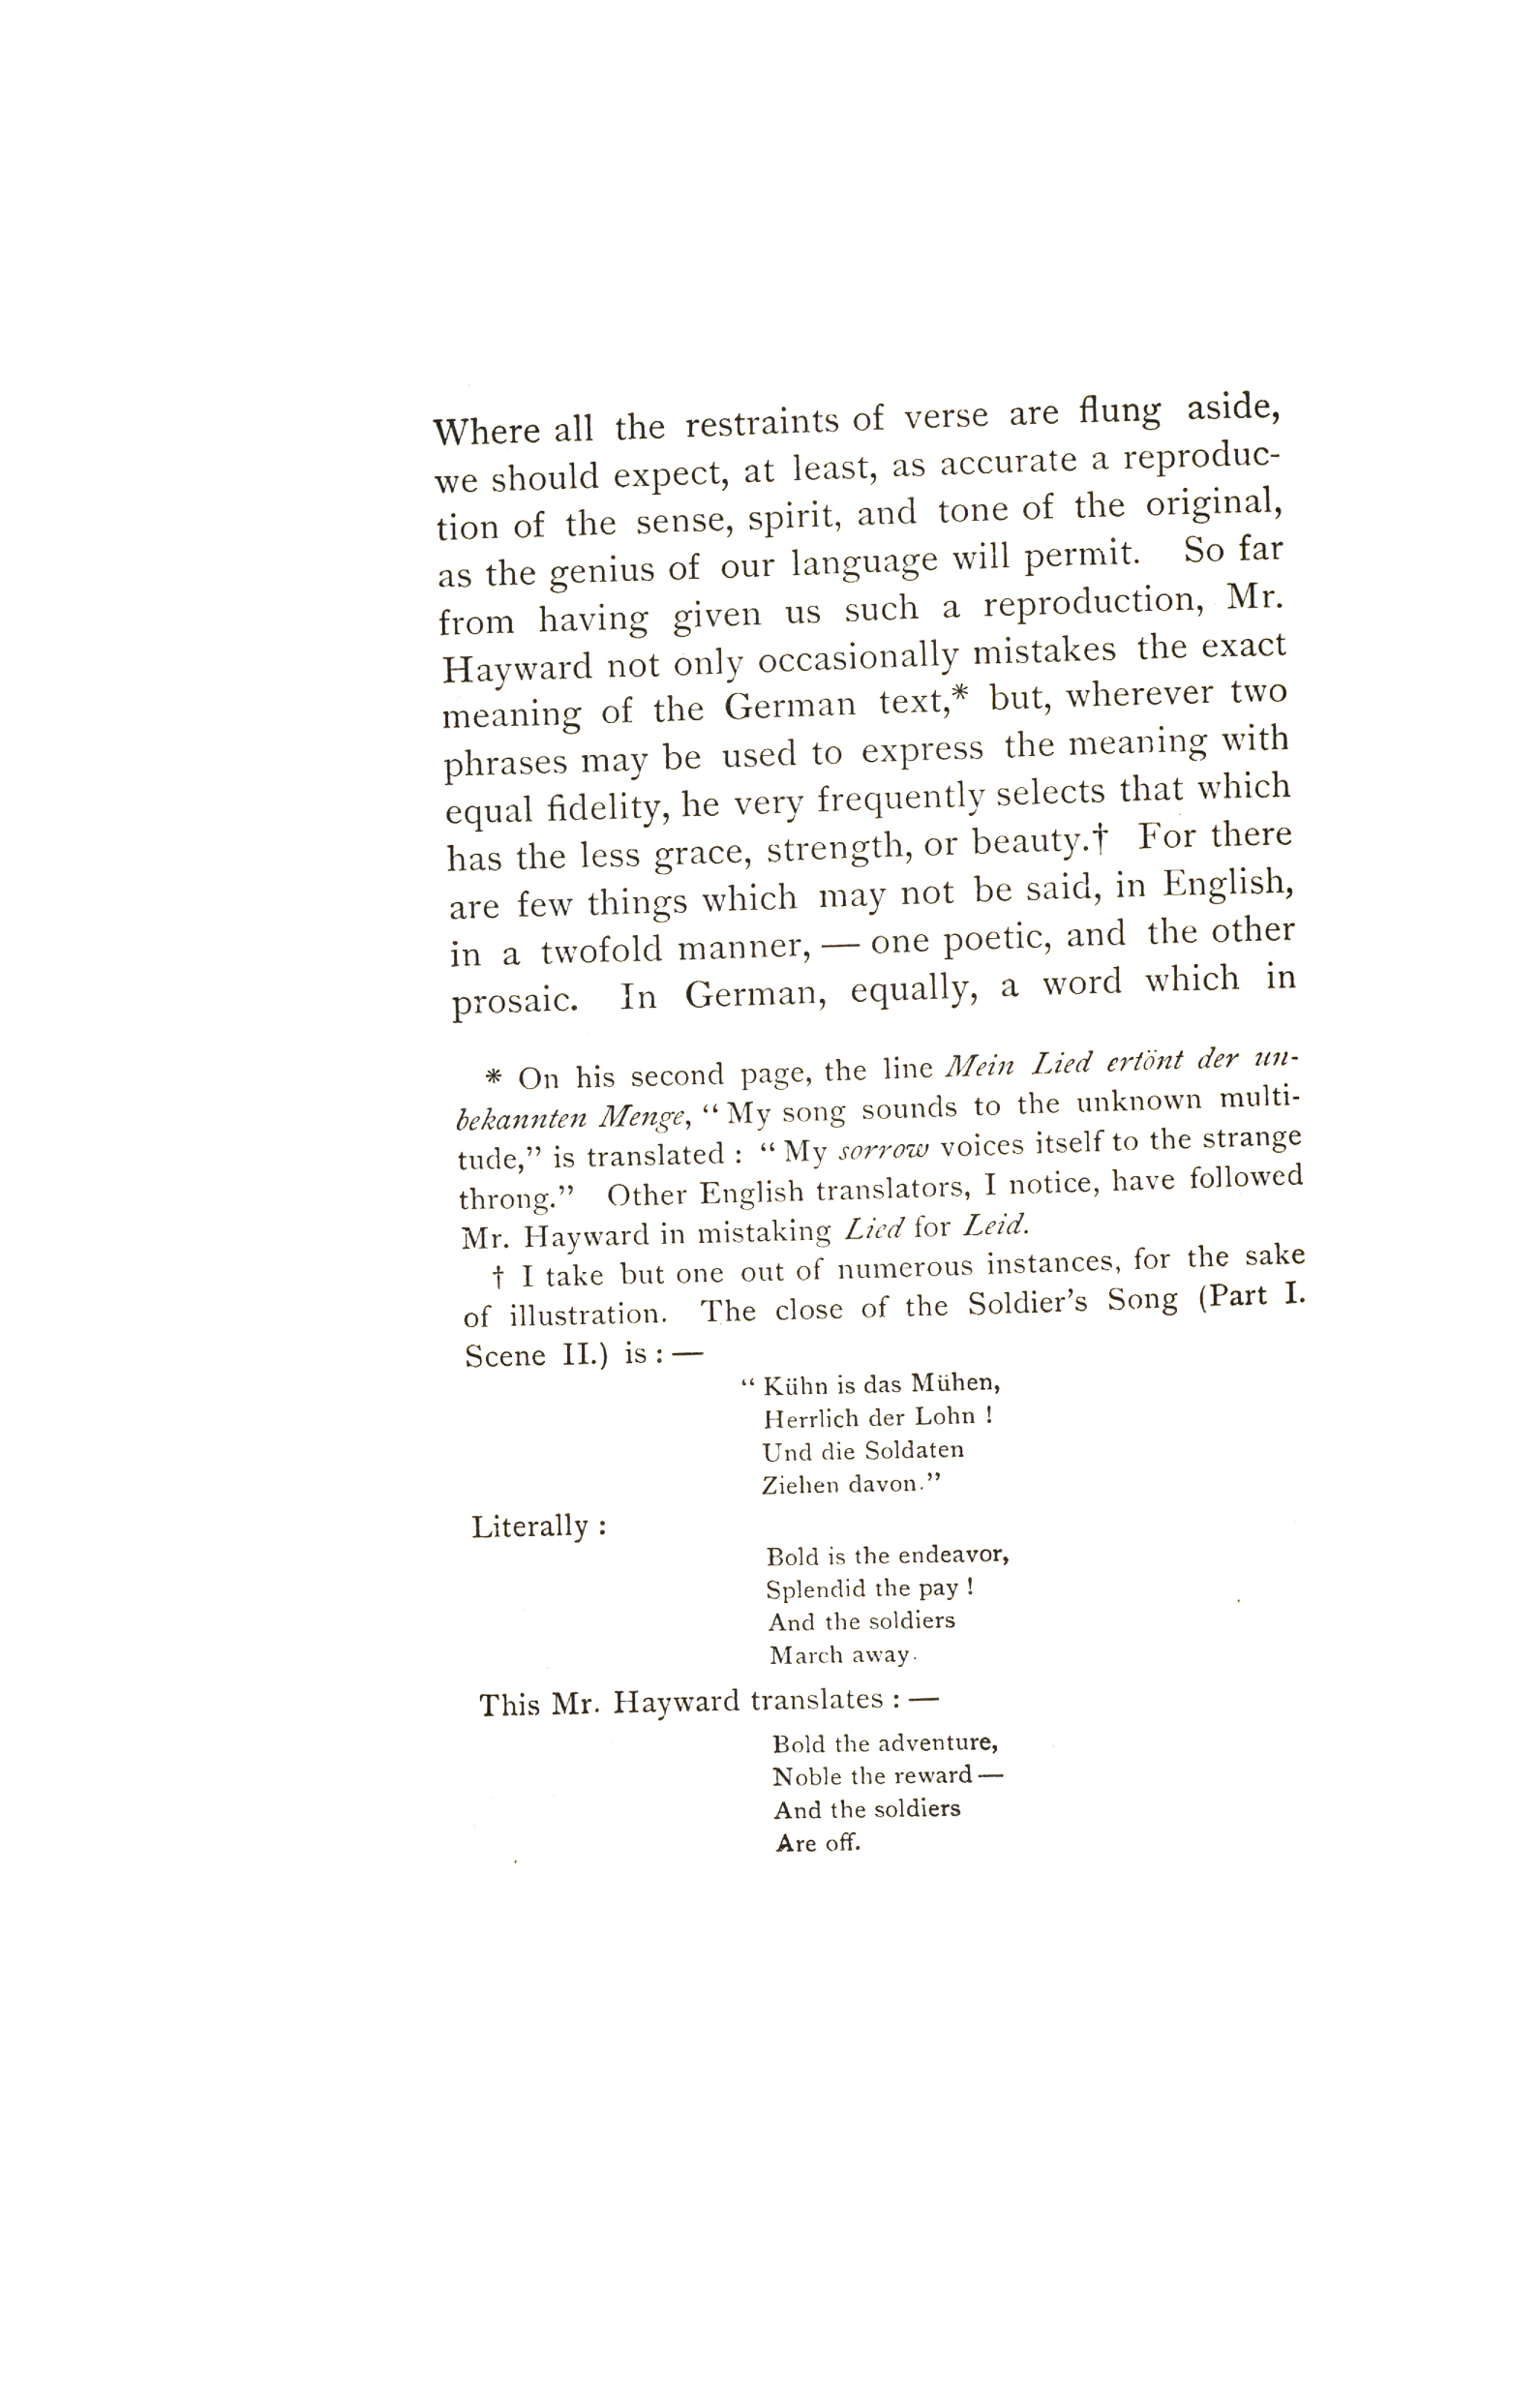 Where all the restraints of verse are flung aside,
we should expect, at least, as accurate a reproduc-
tion of the sense, spirit, and tone of the original,
as the genius of our language will permit. So far
from having given us such a reproduction, Mr.
Hayward not only occasionally mistakes the exact
meaning of the German text,* but, wherever two
phrases may be used to express the meaning with
equal fidelity, he very frequently selects that which
has the less grace, strength, or beauty.† For there
are few things which may not be said, in English,
in a twofold manner, — one poetic, and the other
prosaic. In German, equally, a word which in
* On his second page, the line Mein Lied ertönt der un-
bekannten Menge, “My song sounds to the unknown multi-
tude,” is translated : “My sorrow voices itself to the strange
throng.” Other English translators, I notice, have followed
Mr. Hayward in mistaking Lied for Leid.
† I take but one out of numerous instances, for the sake
of illustration. The close of the Soldier’s Song (Part I.
Scene II.) is : —
“Kühn is das Mühen,
Herrlich der Lohn !
Und die Soldaten
Ziehen davon.”
Literally :
Bold is the endeavor,
Splendid the pay !
And the soldiers
March away.
This Mr. Hayward translates : —
Bold the adventure,
Noble the reward —
And the soldiers
Are off.